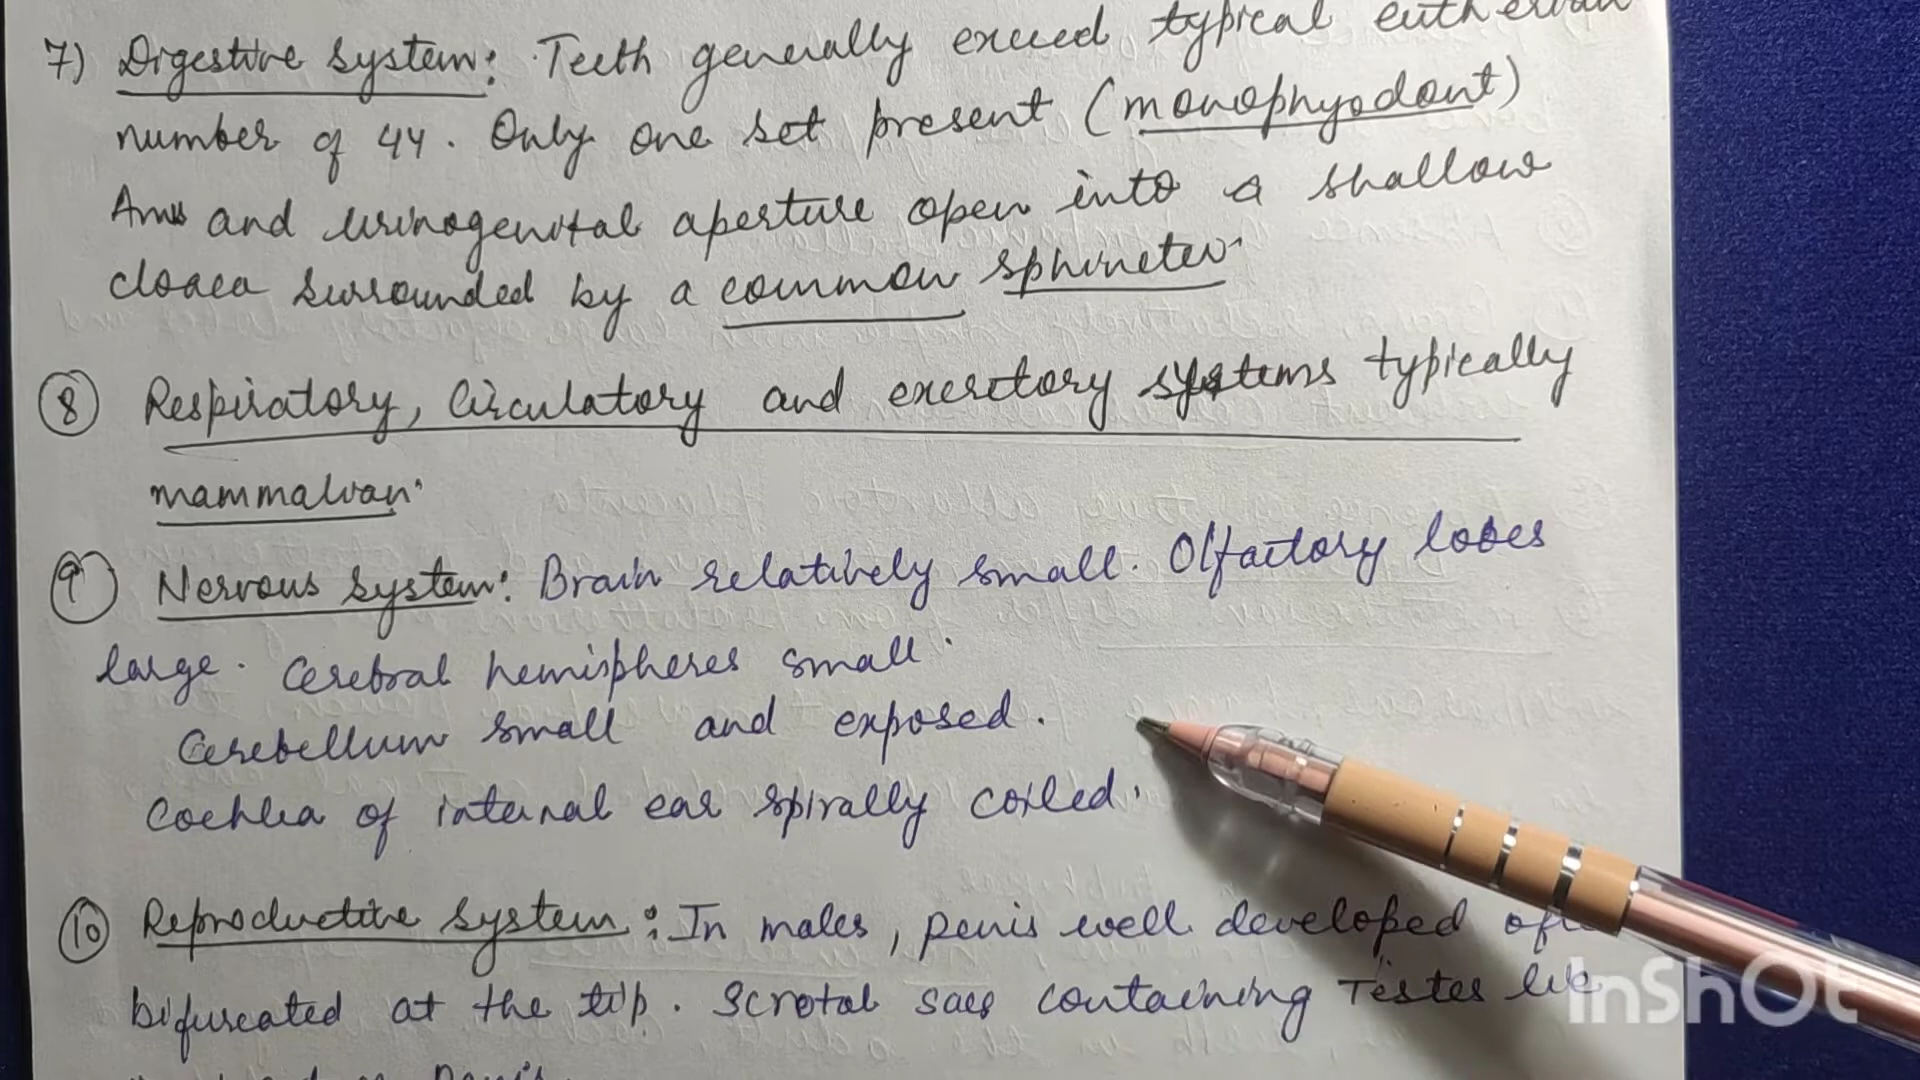 7) Digestive system: Teeth generally exceed typical eutherian
number of 44. Only one set present (monophyodont)
Anus and urinogenital aperture open into a shallow
cloaca surrounded by a common sphincter.
8 Respiratory, Circulatory and excretory systems typically
mammalian.
9 Nervous system: Brain relatively small. Olfactory lobes
large. Cerebral hemispheres small.
Cerebellum small and exposed.
Cochlea of internal ear spirally coiled.
10 Reproductive system: In males, penis well developed
bifurcated at the tip. Scrotal sacs containing Testes lie
penis.
InShOt